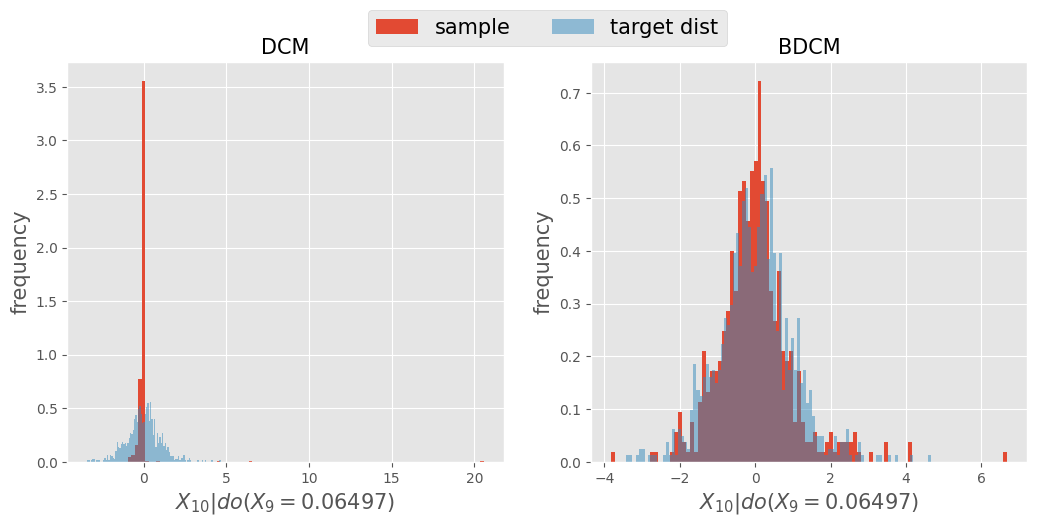 sample target dist
DCM
BDCM
frequency
3.5
3.0
2.5
2.0
1.5
1.0
0.5
0.0
0 5 10 15 20
X₁₀|do(X₉ = 0.06497)
frequency
0.7
0.6
0.5
0.4
0.3
0.2
0.1
0.0
−4 −2 0 2 4 6
X₁₀|do(X₉ = 0.06497)